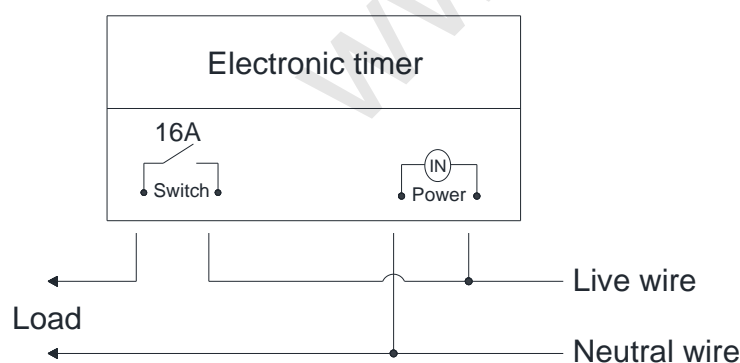 Electronic timer
16A
IN
Switch
Power
Live wire
Load
Neutral wire